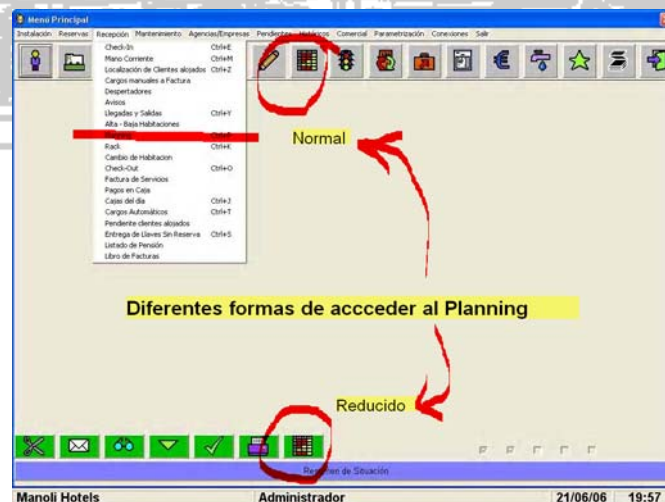 Menú Principal
Instalación Reservas Recepción Mantenimiento Agencias/Empresas Pendientes Históricos Comercial Parametrización Conexiones Salir
Check-In Ctrl+E
Mano Corriente Ctrl+M
Localización de Clientes alojados Ctrl+Z
Cargos manuales a Factura
Despertadores
Avisos
Llegadas y Salidas Ctrl+Y
Alta - Baja Habitaciones
Rack Ctrl+K
Cambio de Habitacion
Check-Out Ctrl+O
Factura de Servicios
Pagos en Caja
Cajas del día Ctrl+J
Cargos Automáticos Ctrl+T
Pendiente clientes alojados
Entrega de Llaves Sin Reserva Ctrl+S
Listado de Pensión
Libro de Facturas
Normal
Diferentes formas de accceder al Planning
Reducido
Resumen de Situación
Manoli Hotels Administrador 21/06/06 19:57